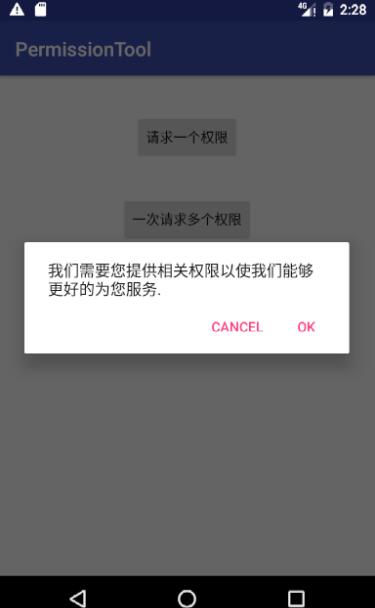 4G 2:28
PermissionTool
请求一个权限
一次请求多个权限
我们需要您提供相关权限以使我们能够
更好的为您服务.
CANCEL OK